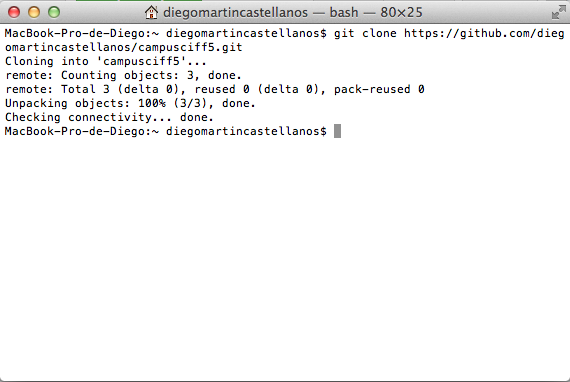 diegomartincastellanos — bash — 80×25
MacBook-Pro-de-Diego:~ diegomartincastellanos$ git clone https://github.com/dieg
omartincastellanos/campusciff5.git
Cloning into 'campusciff5'...
remote: Counting objects: 3, done.
remote: Total 3 (delta 0), reused 0 (delta 0), pack-reused 0
Unpacking objects: 100% (3/3), done.
Checking connectivity... done.
MacBook-Pro-de-Diego:~ diegomartincastellanos$